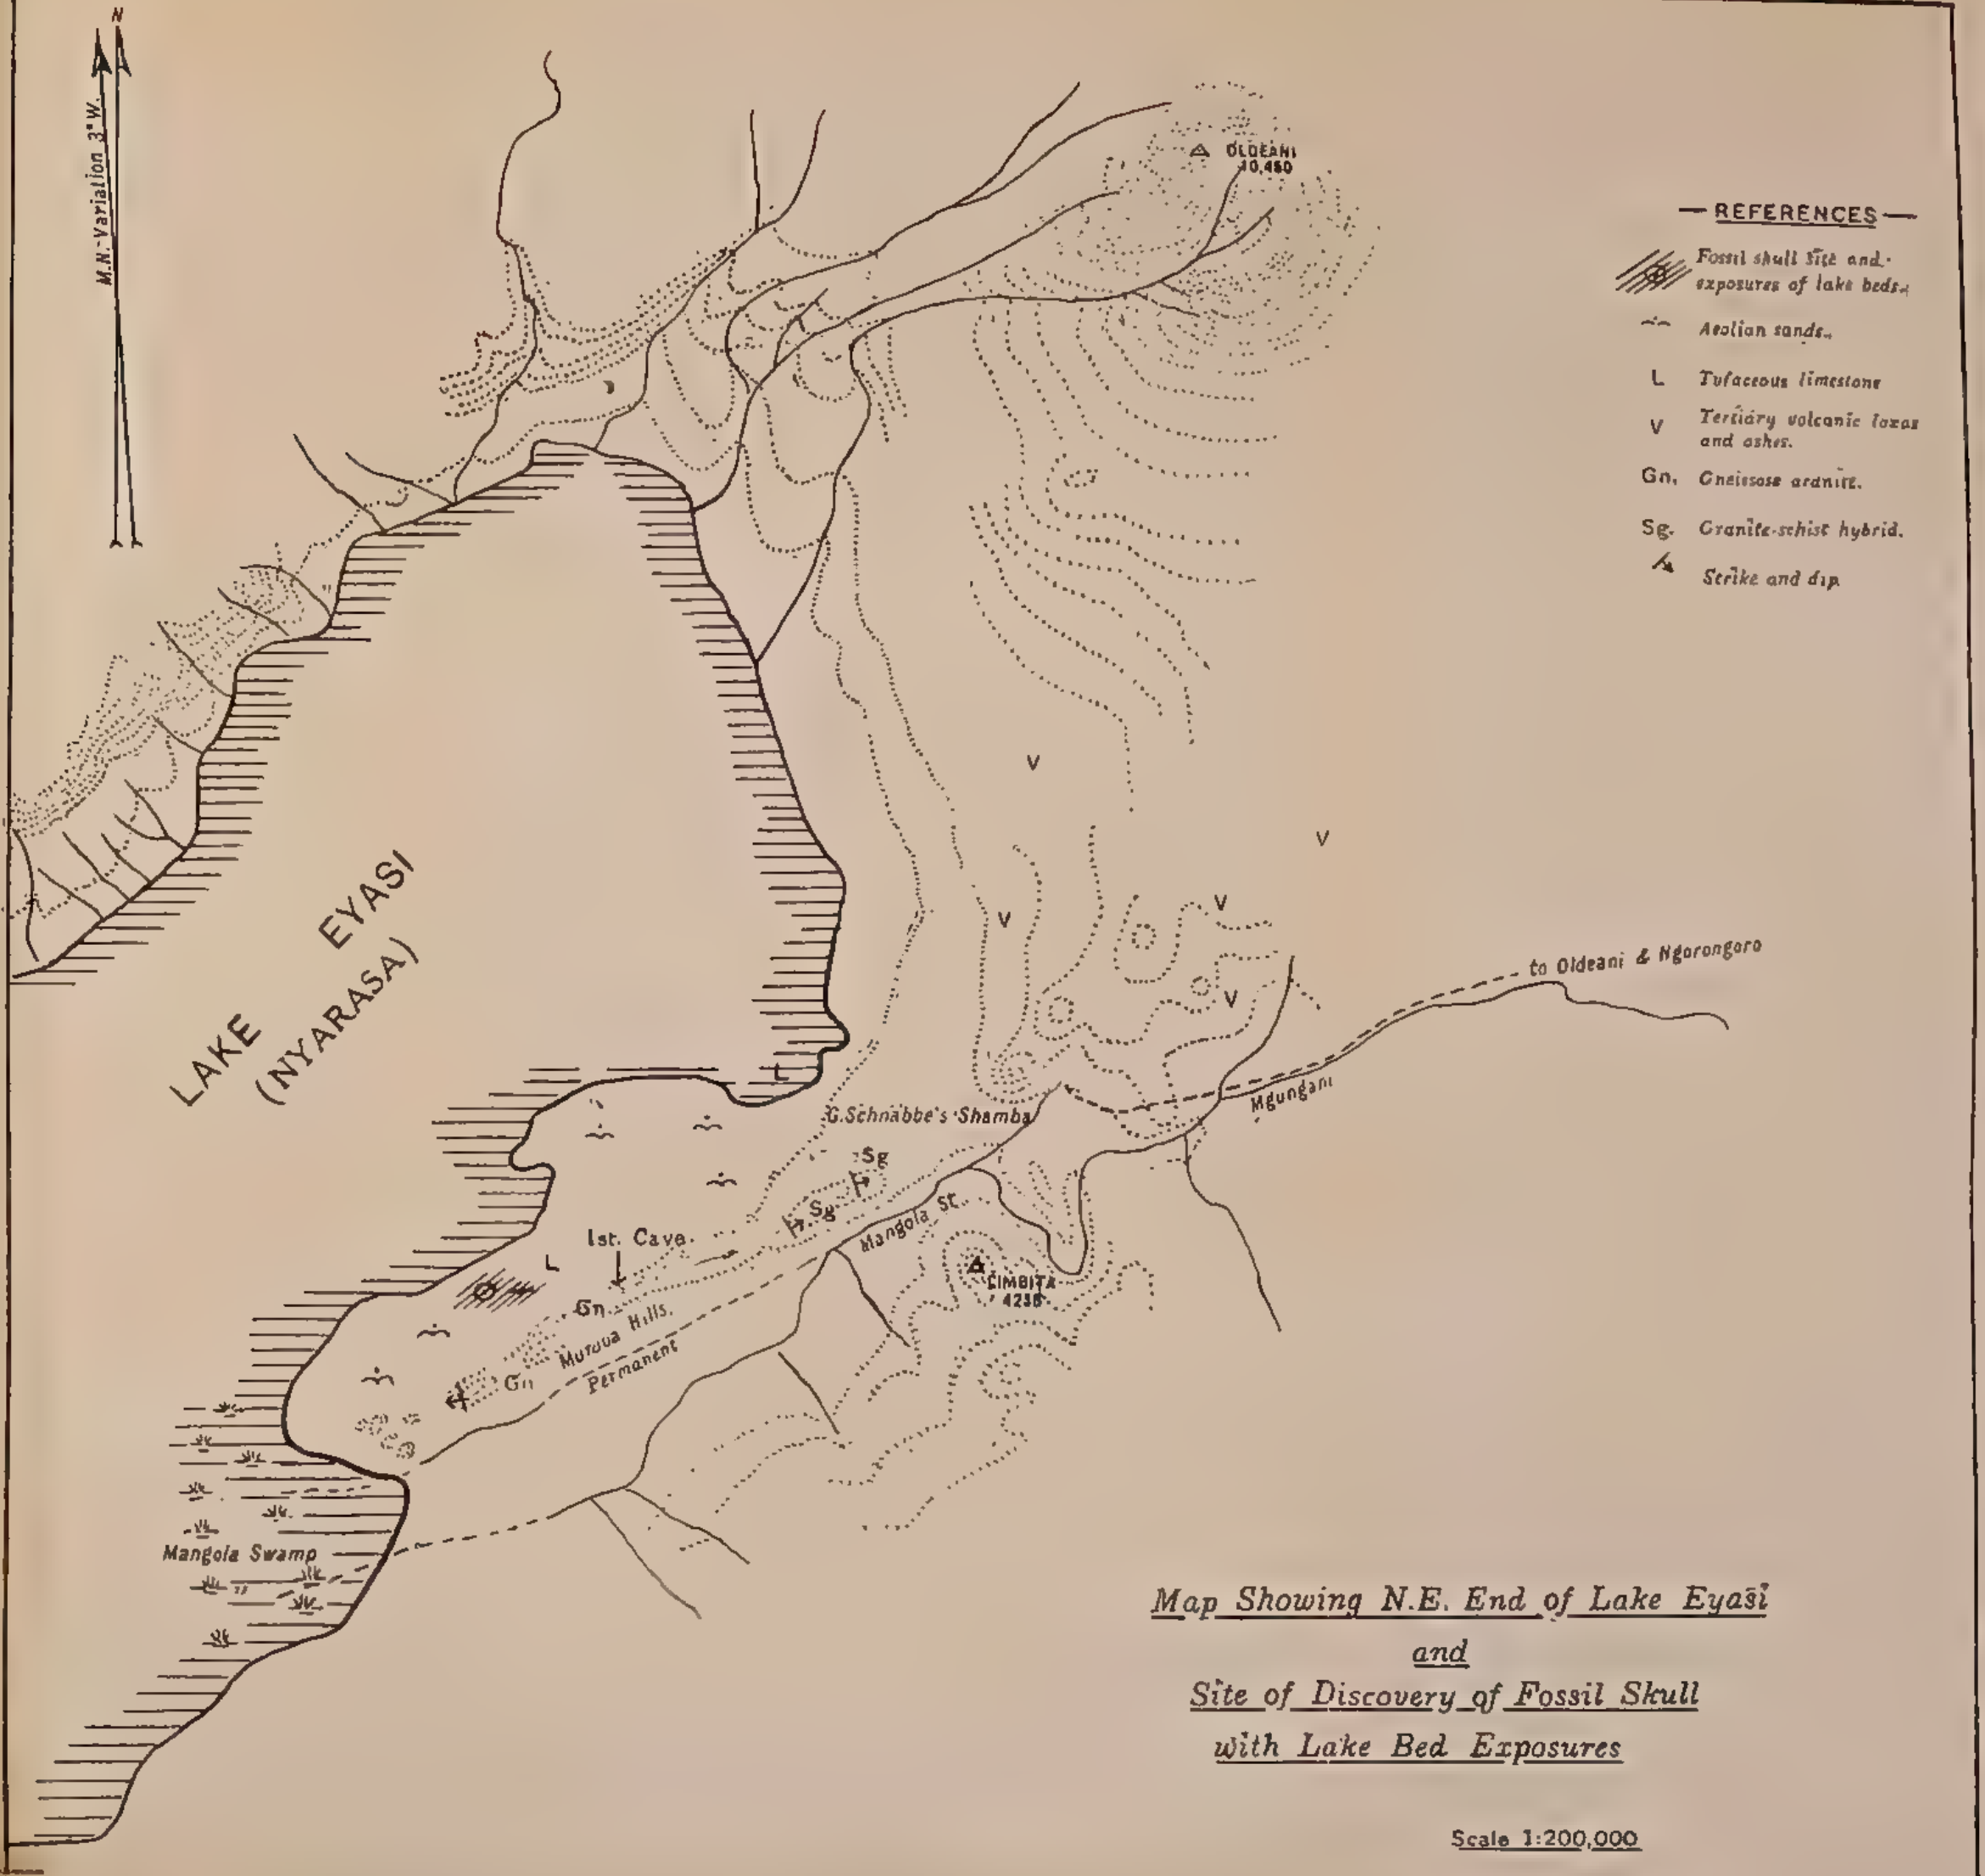 N
M.N.-Variation 3° W.
OLDEANI
10,460
— REFERENCES —
Fossil skull site and
exposures of lake beds.
Aeolian sands.
L Tufaceous limestone
V Tertiary volcanic lavas
and ashes.
Gn. Gneissose granite.
Sg. Granite-schist hybrid.
Strike and dip
V
V
V
V
V
LAKE EYASI
(NYARASA)
to Oldeani & Ngorongoro
Mgungani
L
G.Schnabbe's Shamba
Sg
Sg
Mangola St.
1st. Cave.
L
LIMBITA
4238
Gn.
Murua Hills.
Permanent
Gn
Mangola Swamp
Map Showing N.E. End of Lake Eyasi
and
Site of Discovery of Fossil Skull
with Lake Bed Exposures
Scale 1:200,000